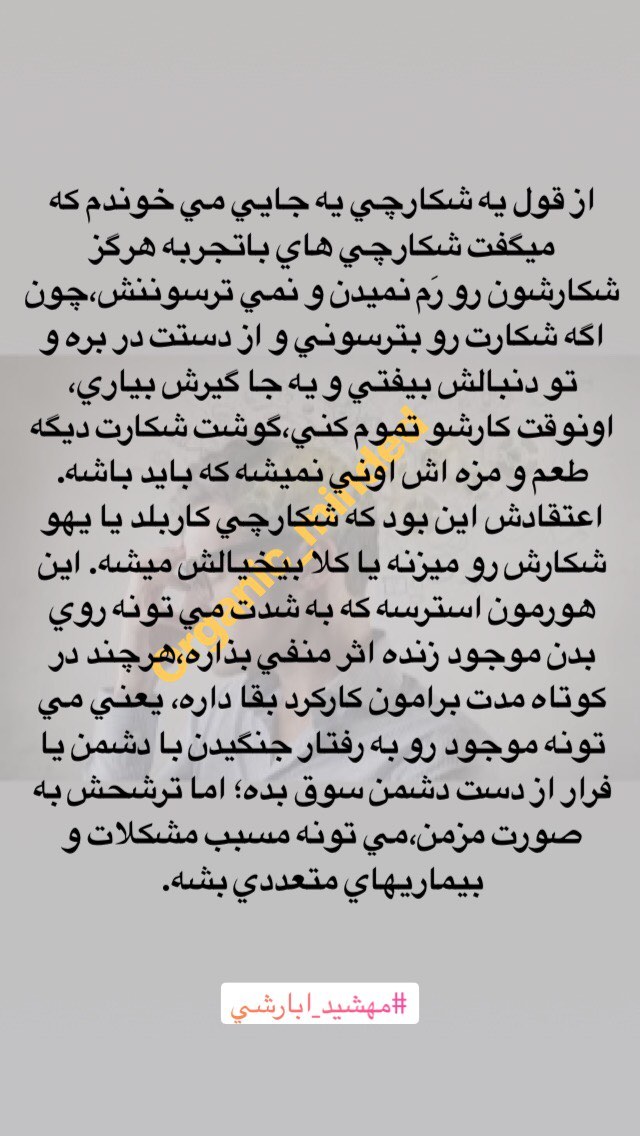 از قول يه شكارچي يه جايي مي خوندم كه
ميگفت شكارچي هاي باتجربه هرگز
شكارشون رو رَم نميدن و نمي ترسوننش،چون
اگه شكارت رو بترسوني و از دستت در بره و
تو دنبالش بيفتي و يه جا گيرش بياري،
اونوقت كارشو تموم كني،گوشت شكارت ديگه
طعم و مزه اش اوني نميشه كه بايد باشه.
اعتقادش اين بود كه شكارچي كاربلد يا يهو
شكارش رو ميزنه يا كلا بيخيالش ميشه. اين
هورمون استرسه كه به شدت مي تونه روي
بدن موجود زنده اثر منفي بذاره،هرچند در
كوتاه مدت برامون كاركرد بقا داره، يعني مي
تونه موجود رو به رفتار جنگيدن با دشمن يا
فرار از دست دشمن سوق بده؛ اما ترشحش به
صورت مزمن،مي تونه مسبب مشكلات و
بيماريهاي متعددي بشه.
Organic_minded
#مهشيد_ابارشي